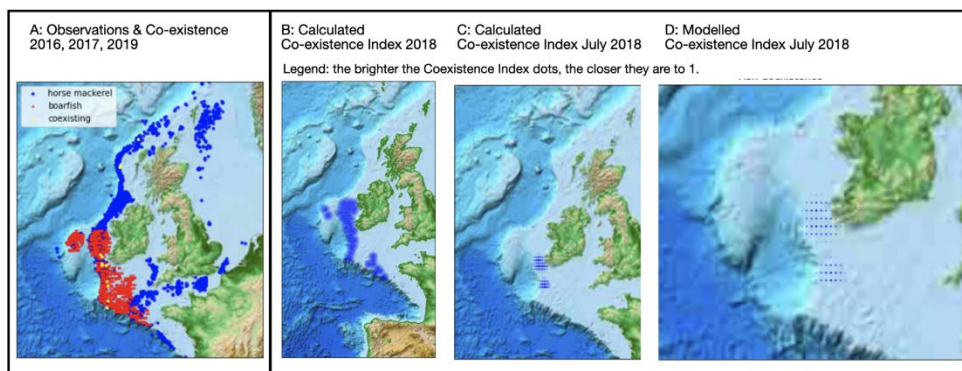 A: Observations & Co-existence
2016, 2017, 2019
horse mackerel
boarfish
coexisting
B: Calculated
Co-existence Index 2018
C: Calculated
Co-existence Index July 2018
D: Modelled
Co-existence Index July 2018
Legend: the brighter the Coexistence Index dots, the closer they are to 1.